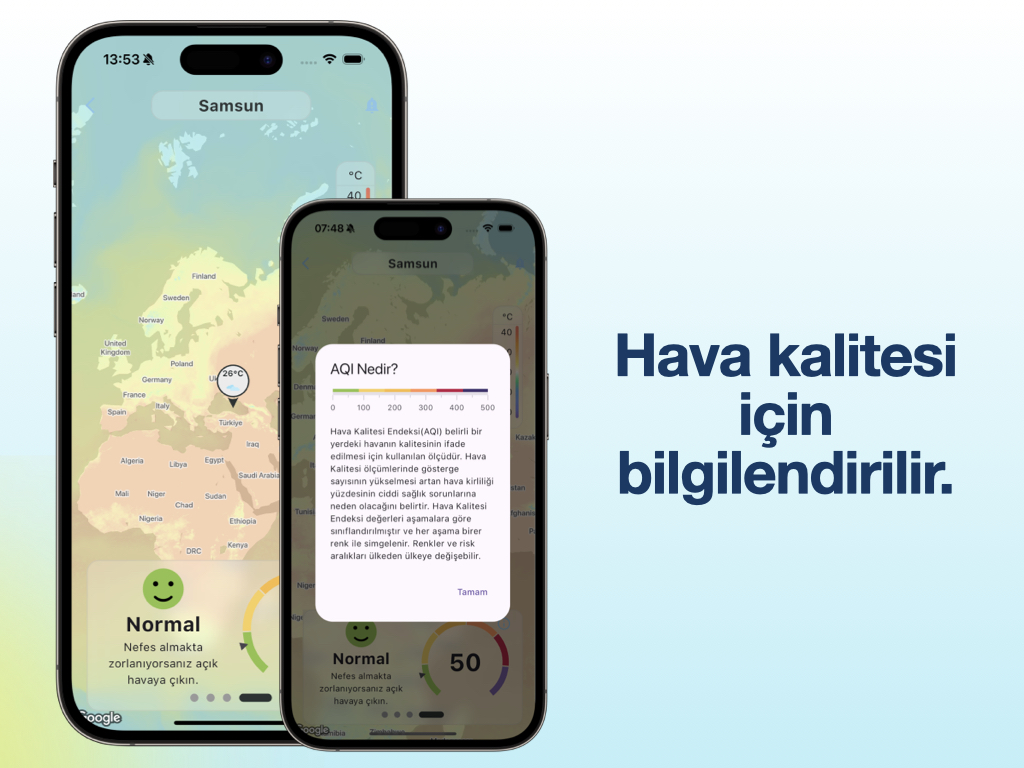 13:53
Samsun
°C
40
Finland
Sweden
Norway
United
Kingdom
Poland
Germany
26°C
France
Italy
Spain
Türkiye
Iraq
Algeria
Libya
Egypt
Saudi Arabia
Mali
Niger
Chad
Sudan
Nigeria
Ethiopia
DRC
Kenya
Normal
Nefes almakta
zorlanıyorsanız açık
havaya çıkın.
Google
07:48
Samsun
°C
40
Sweden
Finland
Norway
AQI Nedir?
0 100 200 300 400 500
Hava Kalitesi Endeksi(AQI) belirli bir
yerdeki havanın kalitesinin ifade
edilmesi için kullanılan ölçüdür. Hava
Kalitesi ölçümlerinde gösterge
sayısının yükselmesi artan hava kirliliği
yüzdesinin ciddi sağlık sorunlarına
neden olacağını belirtir. Hava Kalitesi
Endeksi değerleri aşamalara göre
sınıflandırılmıştır ve her aşama birer
renk ile simgelenir. Renkler ve risk
aralıkları ülkeden ülkeye değişebilir.
Tamam
Normal
Nefes almakta
zorlanıyorsanız açık
havaya çıkın.
50
Google
Hava kalitesi
için
bilgilendirilir.